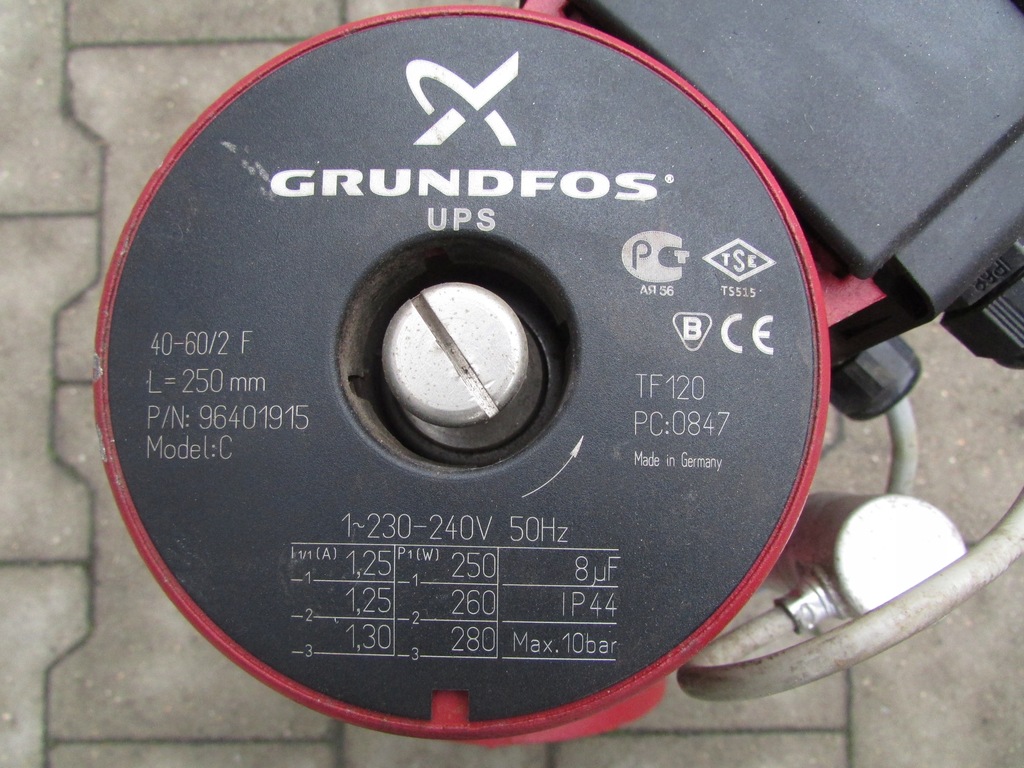 GRUNDFOS®
UPS
АЯ 56
TSE
TS515
B CE
40-60/2 F
L=250 mm
P/N: 96401915
Model:C
TF120
PC:0847
Made in Germany
1~230-240V 50Hz
I1/1(A) P1(W)
1 1,25 1 250 8µF
2 1,25 2 260 IP44
3 1,30 3 280 Max.10bar